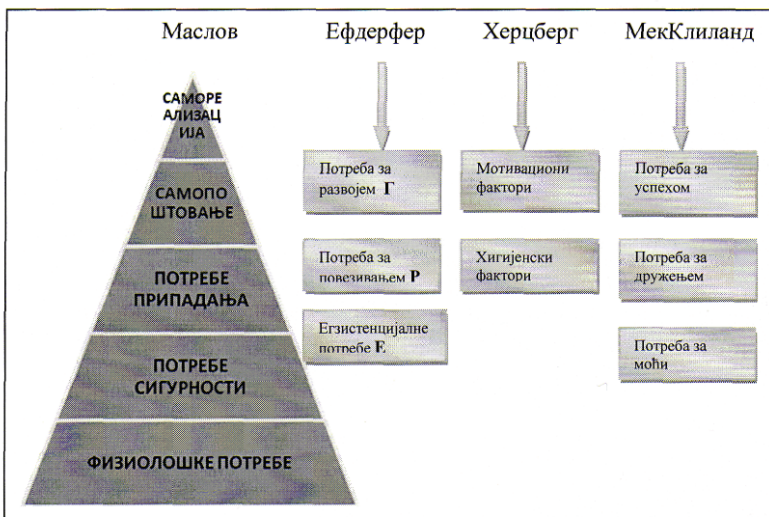 Маслов
Ефдерфер
Херцберг
МекКлиланд
САМОРЕ
АЛИЗАЦ
ИЈА
САМОПО
ШТОВАЊЕ
ПОТРЕБЕ
ПРИПАДАЊА
ПОТРЕБЕ
СИГУРНОСТИ
ФИЗИОЛОШКЕ ПОТРЕБЕ
Потреба за
развојем Г
Потреба за
повезивањем Р
Егзистенцијалне
потребе Е
Мотивациони
фактори
Хигијенски
фактори
Потреба за
успехом
Потреба за
дружењем
Потреба за
моћи